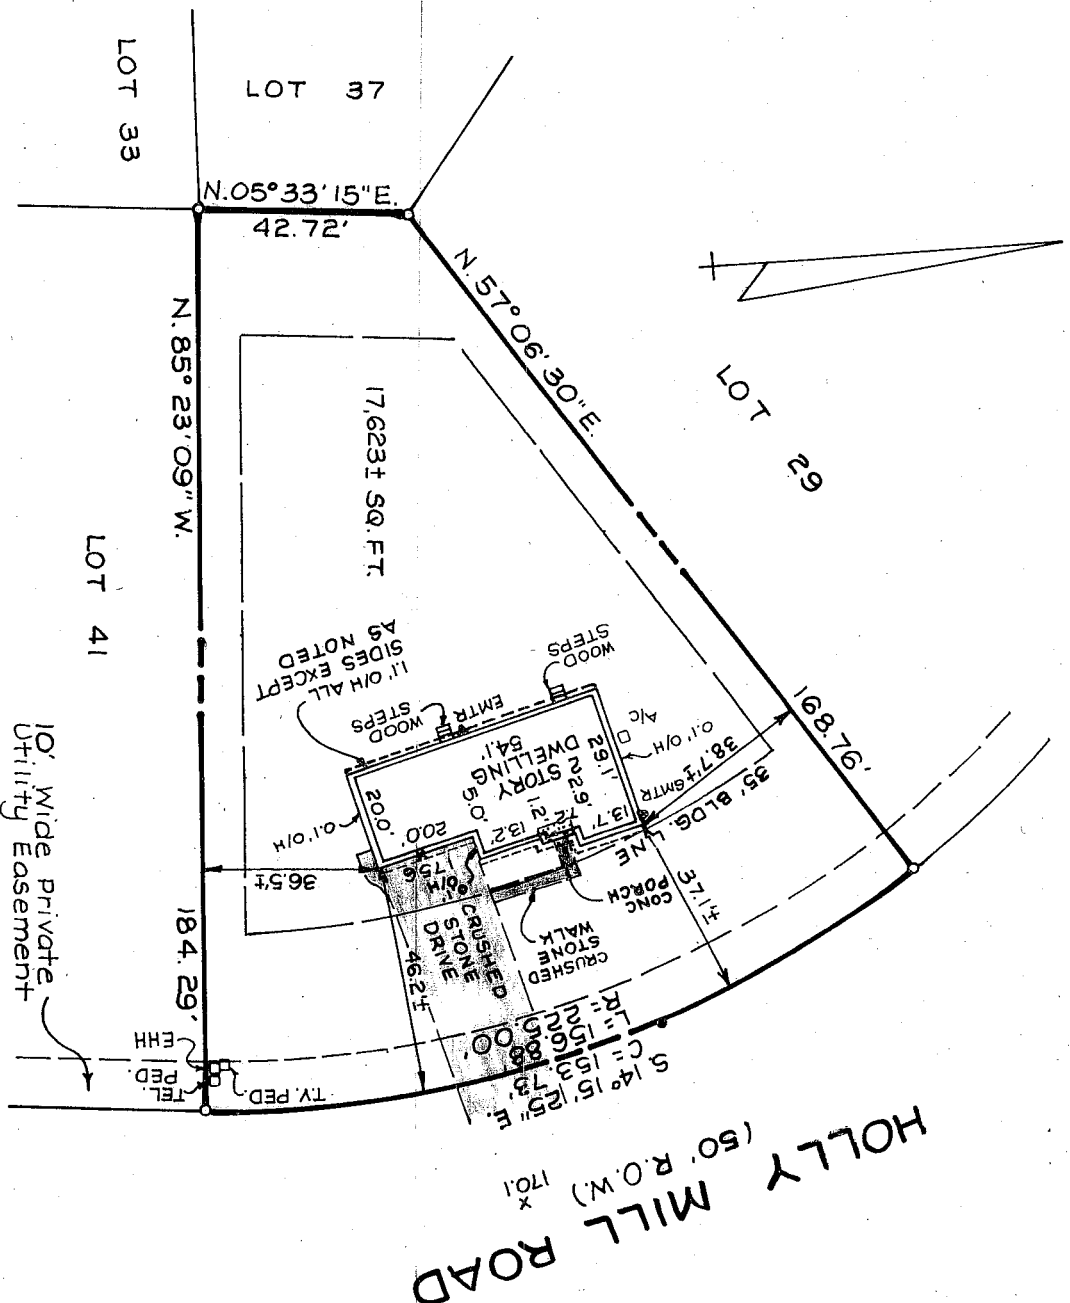 LOT 33
LOT 37
N.05°33'15"E.
42.72'
N. 57°06'30"E.
168.76'
LOT 29
N. 85°23'09"W.
184.29'
17,623± SQ. FT.
LOT 41
10' Wide Private
Utility Easement
1.1' O/H ALL
SIDES EXCEPT
AS NOTED
WOOD
STEPS
EMTR
WOOD
STEPS
A/C
0.1' O/H
29.1'
2 STORY
DWELLING
54.1'
22.9'
5.0'
1.2'
7.2'
13.2'
13.7'
20.0'
20.0'
0.1' O/H
GMTR
38.7'±
35' BLDG. LINE
37.1'±
36.5'±
46.2'±
O/H
CONC
PORCH
CRUSHED
STONE
WALK
CRUSHED
STONE
DRIVE
R = 225.00'
L = 156.88'
C = 153.73'
S. 14° 15' 25" E.
EHH
TEL.
PED.
T.V. PED.
HOLLY MILL ROAD
(50' R.O.W.)
x
170.1